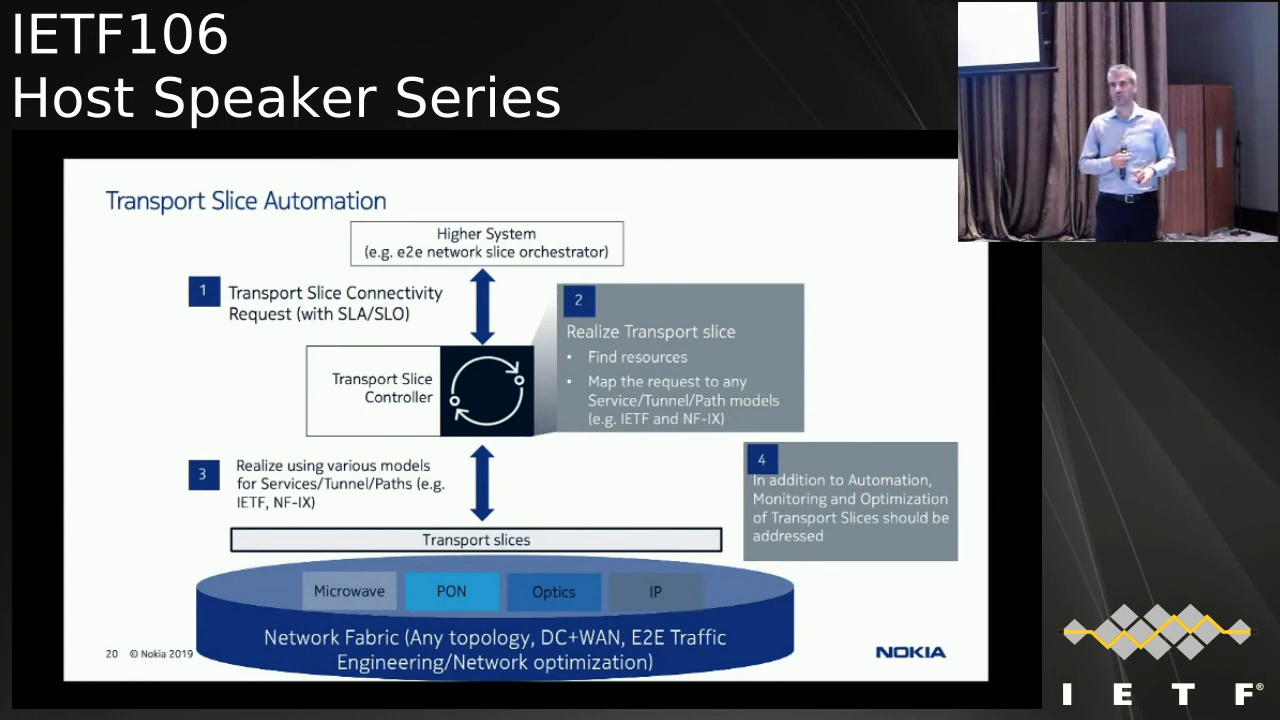 IETF106
Host Speaker Series
Transport Slice Automation
Higher System
(e.g. e2e network slice orchestrator)
1
Transport Slice Connectivity
Request (with SLA/SLO)
2
Realize Transport slice
• Find resources
• Map the request to any
Service/Tunnel/Path models
(e.g. IETF and NF-IX)
Transport Slice
Controller
3
Realize using various models
for Services/Tunnel/Paths (e.g.
IETF, NF-IX)
4
In addition to Automation,
Monitoring and Optimization
of Transport Slices should be
addressed
Transport slices
Microwave
PON
Optics
IP
Network Fabric (Any topology, DC+WAN, E2E Traffic
Engineering/Network optimization)
20 © Nokia 2019
NOKIA
I E T F®